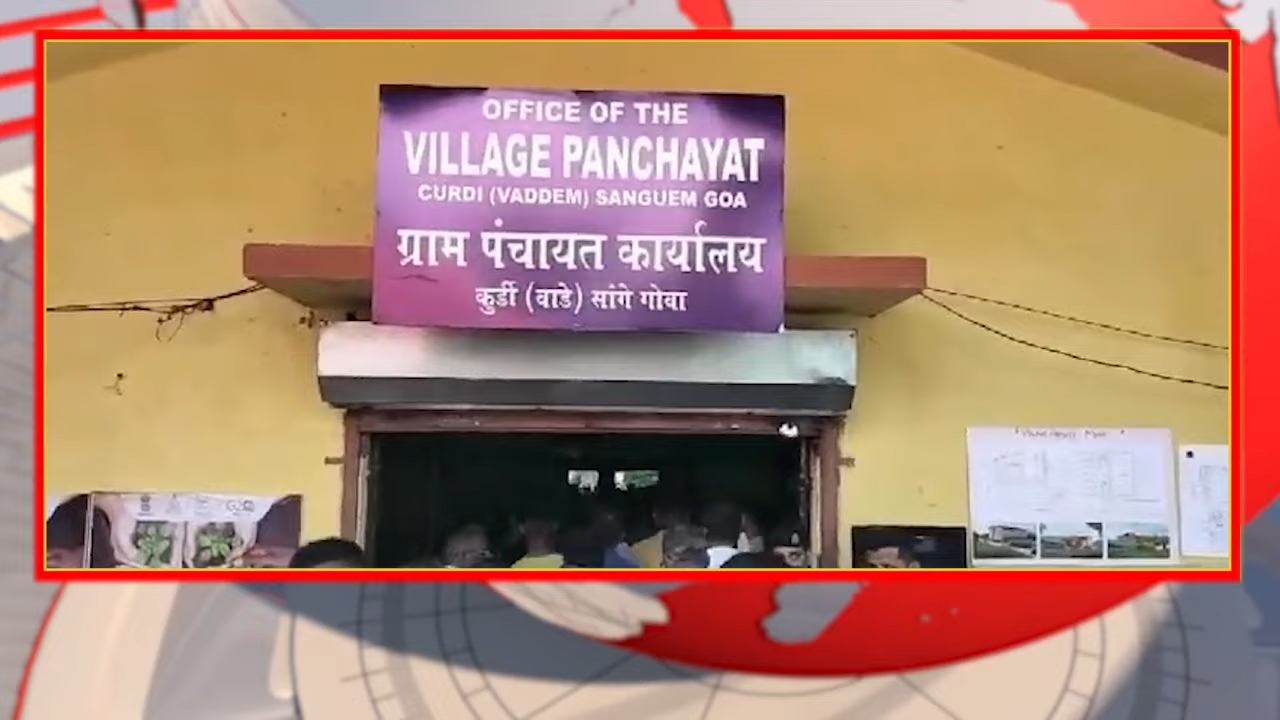 OFFICE OF THE
VILLAGE PANCHAYAT
CURDI (VADDEM) SANGUEM GOA
ग्राम पंचायत कार्यालय
कुर्डी (वाडे) सांगे गोवा